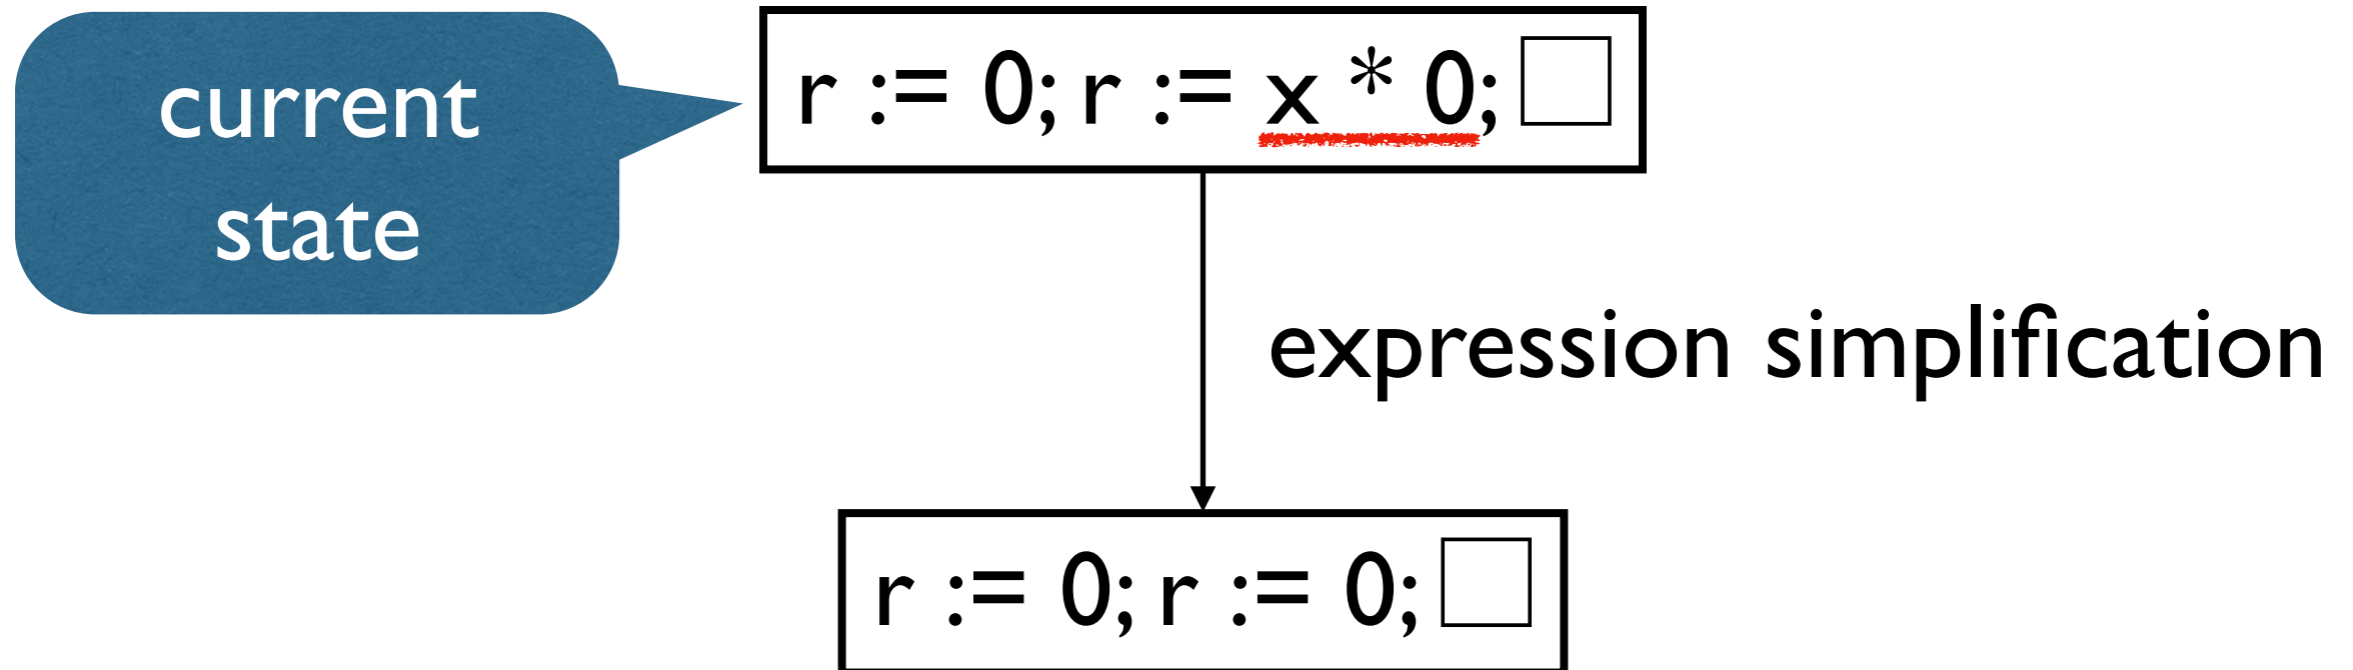 current
state
r := 0; r := x * 0; □
expression simplification
r := 0; r := 0; □